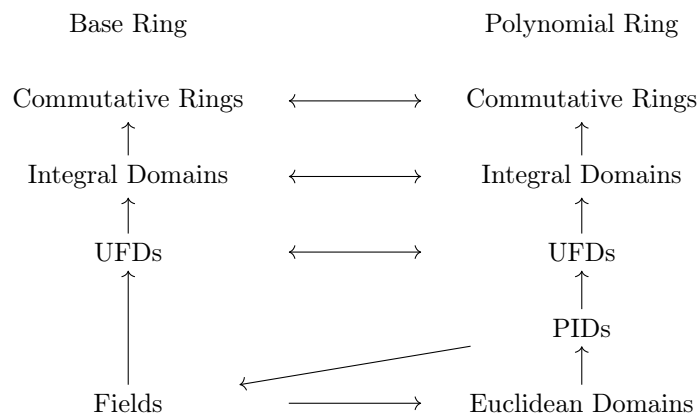 Base Ring Polynomial Ring
Commutative Rings Commutative Rings
Integral Domains Integral Domains
UFDs UFDs
PIDs
Fields Euclidean Domains